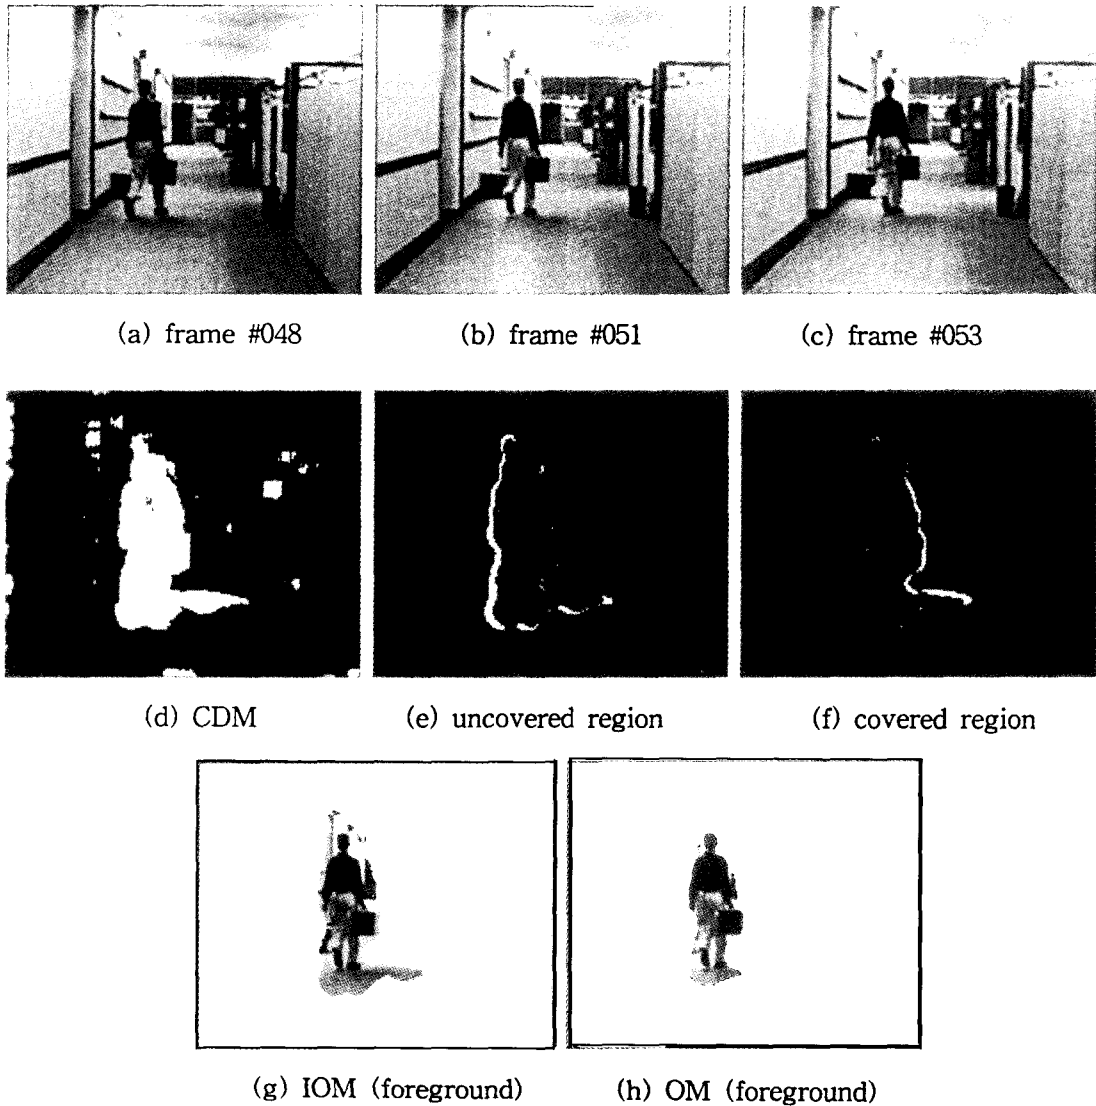 (a) frame #048
(b) frame #051
(c) frame #053
(d) CDM
(e) uncovered region
(f) covered region
(g) IOM (foreground)
(h) OM (foreground)